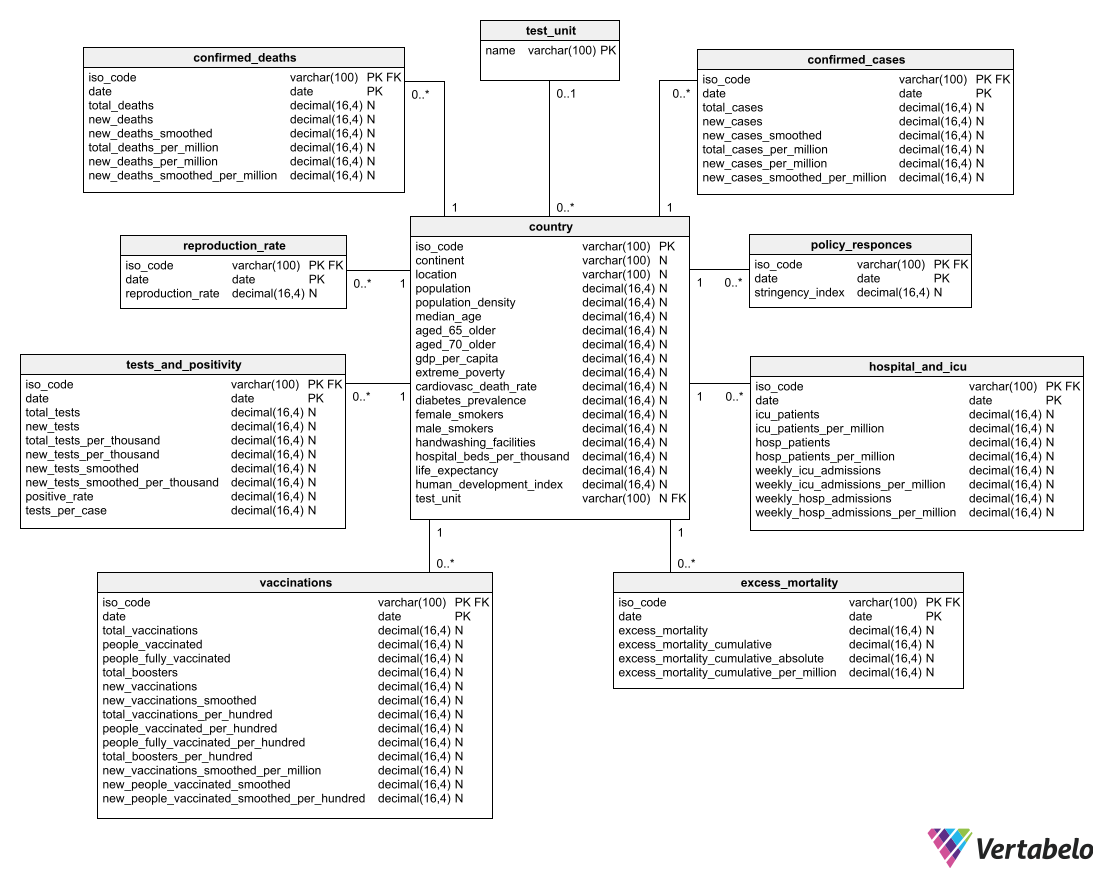 test_unit
name varchar(100) PK
0..1
0..*
confirmed_deaths
iso_code varchar(100) PK FK
date date PK
total_deaths decimal(16,4) N
new_deaths decimal(16,4) N
new_deaths_smoothed decimal(16,4) N
total_deaths_per_million decimal(16,4) N
new_deaths_per_million decimal(16,4) N
new_deaths_smoothed_per_million decimal(16,4) N
0..*
1
confirmed_cases
iso_code varchar(100) PK FK
date date PK
total_cases decimal(16,4) N
new_cases decimal(16,4) N
new_cases_smoothed decimal(16,4) N
total_cases_per_million decimal(16,4) N
new_cases_per_million decimal(16,4) N
new_cases_smoothed_per_million decimal(16,4) N
0..*
1
reproduction_rate
iso_code varchar(100) PK FK
date date PK
reproduction_rate decimal(16,4) N
0..* 1
country
iso_code varchar(100) PK
continent varchar(100) N
location varchar(100) N
population decimal(16,4) N
population_density decimal(16,4) N
median_age decimal(16,4) N
aged_65_older decimal(16,4) N
aged_70_older decimal(16,4) N
gdp_per_capita decimal(16,4) N
extreme_poverty decimal(16,4) N
cardiovasc_death_rate decimal(16,4) N
diabetes_prevalence decimal(16,4) N
female_smokers decimal(16,4) N
male_smokers decimal(16,4) N
handwashing_facilities decimal(16,4) N
hospital_beds_per_thousand decimal(16,4) N
life_expectancy decimal(16,4) N
human_development_index decimal(16,4) N
test_unit varchar(100) N FK
policy_responces
iso_code varchar(100) PK FK
date date PK
stringency_index decimal(16,4) N
1 0..*
tests_and_positivity
iso_code varchar(100) PK FK
date date PK
total_tests decimal(16,4) N
new_tests decimal(16,4) N
total_tests_per_thousand decimal(16,4) N
new_tests_per_thousand decimal(16,4) N
new_tests_smoothed decimal(16,4) N
new_tests_smoothed_per_thousand decimal(16,4) N
positive_rate decimal(16,4) N
tests_per_case decimal(16,4) N
0..* 1
hospital_and_icu
iso_code varchar(100) PK FK
date date PK
icu_patients decimal(16,4) N
icu_patients_per_million decimal(16,4) N
hosp_patients decimal(16,4) N
hosp_patients_per_million decimal(16,4) N
weekly_icu_admissions decimal(16,4) N
weekly_icu_admissions_per_million decimal(16,4) N
weekly_hosp_admissions decimal(16,4) N
weekly_hosp_admissions_per_million decimal(16,4) N
1 0..*
1
0..*
vaccinations
iso_code varchar(100) PK FK
date date PK
total_vaccinations decimal(16,4) N
people_vaccinated decimal(16,4) N
people_fully_vaccinated decimal(16,4) N
total_boosters decimal(16,4) N
new_vaccinations decimal(16,4) N
new_vaccinations_smoothed decimal(16,4) N
total_vaccinations_per_hundred decimal(16,4) N
people_vaccinated_per_hundred decimal(16,4) N
people_fully_vaccinated_per_hundred decimal(16,4) N
total_boosters_per_hundred decimal(16,4) N
new_vaccinations_smoothed_per_million decimal(16,4) N
new_people_vaccinated_smoothed decimal(16,4) N
new_people_vaccinated_smoothed_per_hundred decimal(16,4) N
1
0..*
excess_mortality
iso_code varchar(100) PK FK
date date PK
excess_mortality decimal(16,4) N
excess_mortality_cumulative decimal(16,4) N
excess_mortality_cumulative_absolute decimal(16,4) N
excess_mortality_cumulative_per_million decimal(16,4) N
Vertabelo